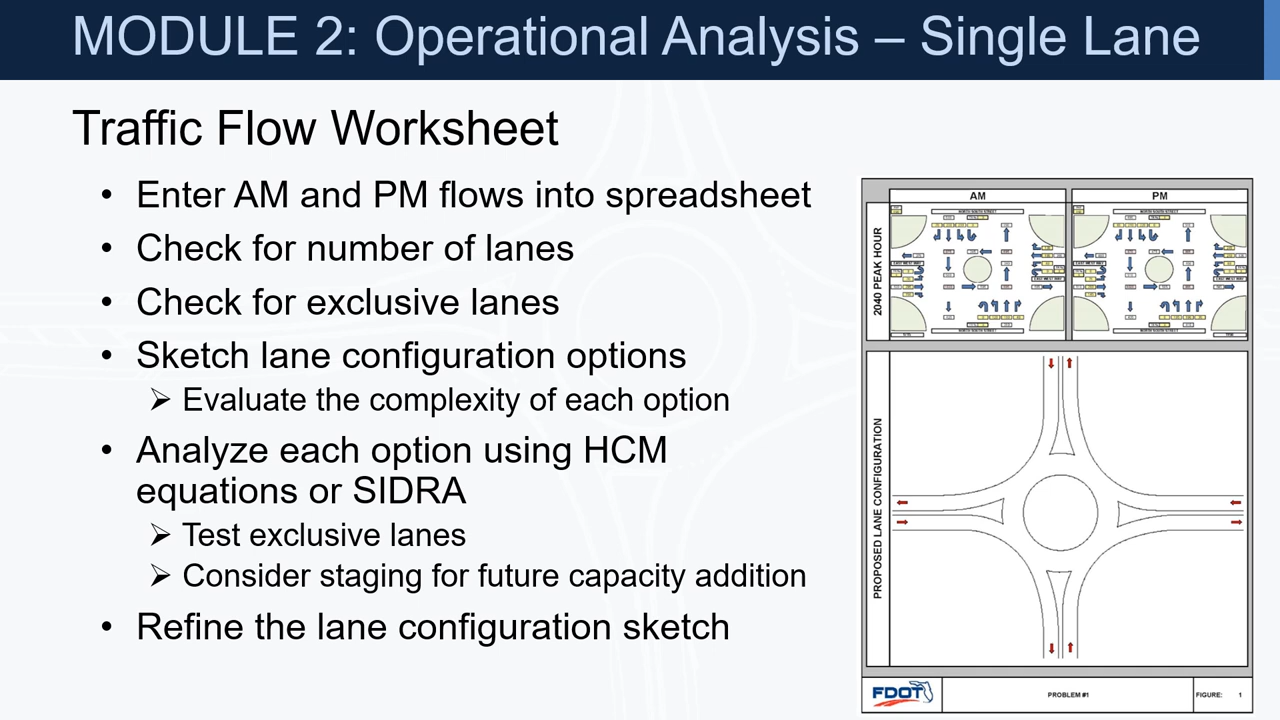 MODULE 2: Operational Analysis – Single Lane
Traffic Flow Worksheet
• Enter AM and PM flows into spreadsheet
• Check for number of lanes
• Check for exclusive lanes
• Sketch lane configuration options
➢ Evaluate the complexity of each option
• Analyze each option using HCM
equations or SIDRA
➢ Test exclusive lanes
➢ Consider staging for future capacity addition
• Refine the lane configuration sketch
AM
PM
2040 PEAK HOUR
PROPOSED LANE CONFIGURATION
FDOT
PROBLEM #1
FIGURE: 1